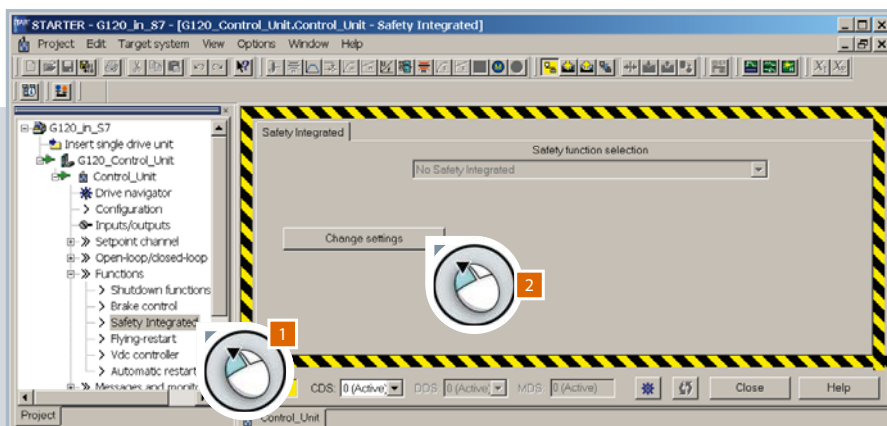 STARTER - G120_in_S7 - [G120_Control_Unit.Control_Unit - Safety Integrated]
Project Edit Target system View Options Window Help
G120_in_S7
Insert single drive unit
G120_Control_Unit
Control_Unit
Drive navigator
Configuration
Inputs/outputs
Setpoint channel
Open-loop/closed-loop
Functions
Shutdown functions
Brake control
Safety Integrated
Flying-restart
Vdc controller
Automatic restart
Messages and monito
Project
Safety Integrated
Safety function selection
No Safety Integrated
Change settings
2
1
CDS: 0 (Active) DDS: 0 (Active) MDS: 0 (Active) Close Help
Control_Unit